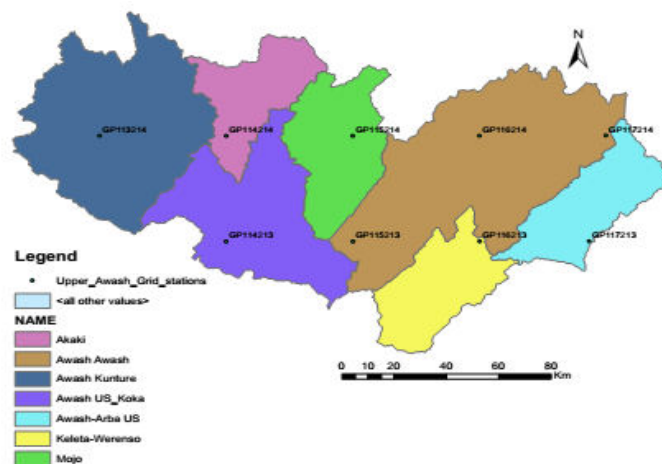 N
GP113214
GP114214
GP115214
GP116214
GP117214
GP114213
GP115213
GP116213
GP117213
Legend
Upper_Awash_Grid_stations
<all other values>
NAME
Akaki
Awash Awash
Awash Kunture
Awash US_Koka
Awash-Arba US
Keleta-Werenso
Mojo
0 10 20 40 60 80
Km